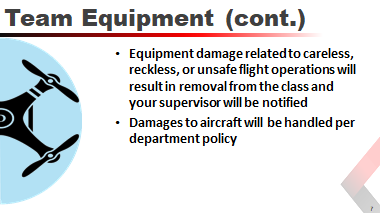 Team Equipment (cont.)
• Equipment damage related to careless,
reckless, or unsafe flight operations will
result in removal from the class and
your supervisor will be notified
• Damages to aircraft will be handled per
department policy